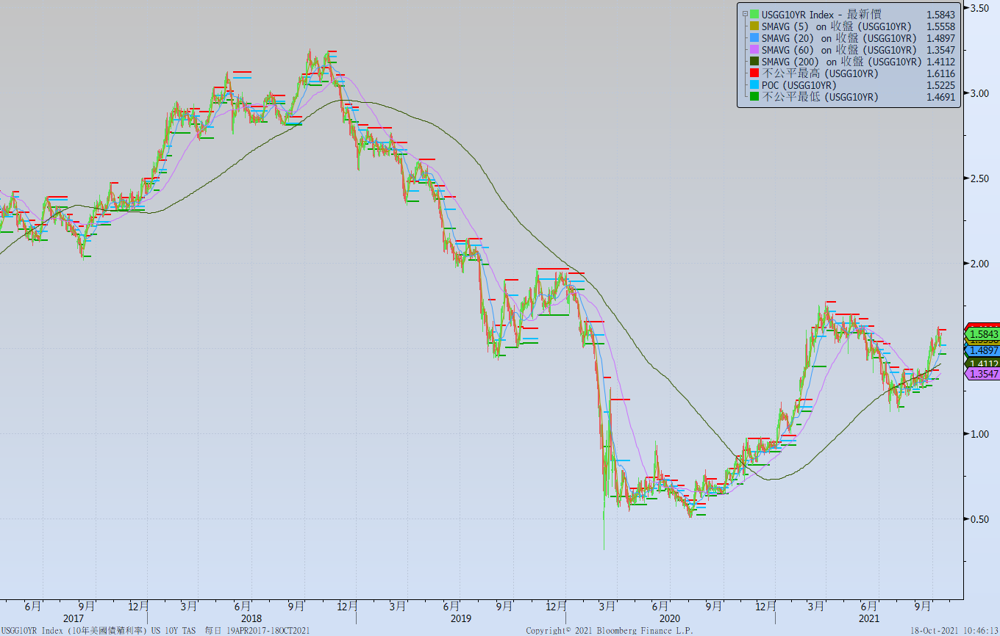 USGG10YR Index - 最新價 1.5843
SMAVG (5) on 收盤 (USGG10YR) 1.5558
SMAVG (20) on 收盤 (USGG10YR) 1.4897
SMAVG (60) on 收盤 (USGG10YR) 1.3547
SMAVG (200) on 收盤 (USGG10YR) 1.4112
不公平最高 (USGG10YR) 1.6116
POC (USGG10YR) 1.5225
不公平最低 (USGG10YR) 1.4691
3.50
3.00
2.50
2.00
1.5843
1.4897
1.4112
1.3547
1.00
0.50
6月 9月 12月 3月 6月 9月 12月 3月 6月 9月 12月 3月 6月 9月 12月 3月 6月 9月
2017 2018 2019 2020 2021
USGG10YR Index (10年美國債殖利率) US 10Y TAS 每日 19APR2017-18OCT2021 Copyright© 2021 Bloomberg Finance L.P. 18-Oct-2021 10:46:13